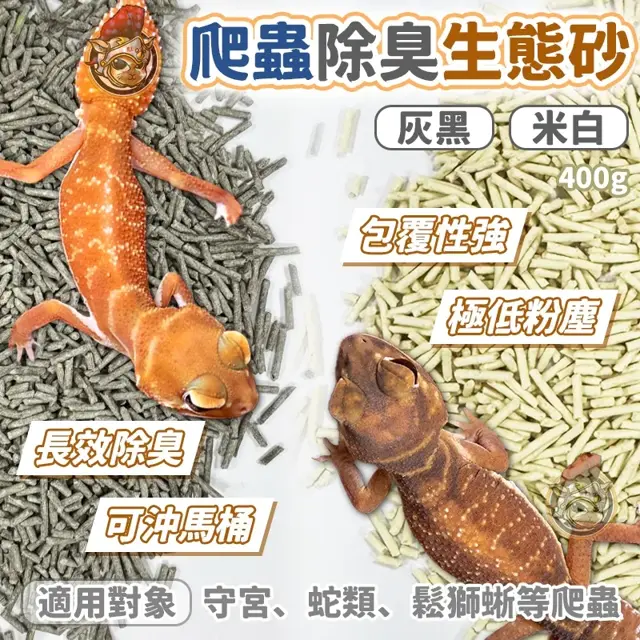 爬蟲除臭生態砂
灰黑 米白
400g
包覆性強
極低粉塵
長效除臭
可沖馬桶
適用對象 守宮、蛇類、鬆獅蜥等爬蟲